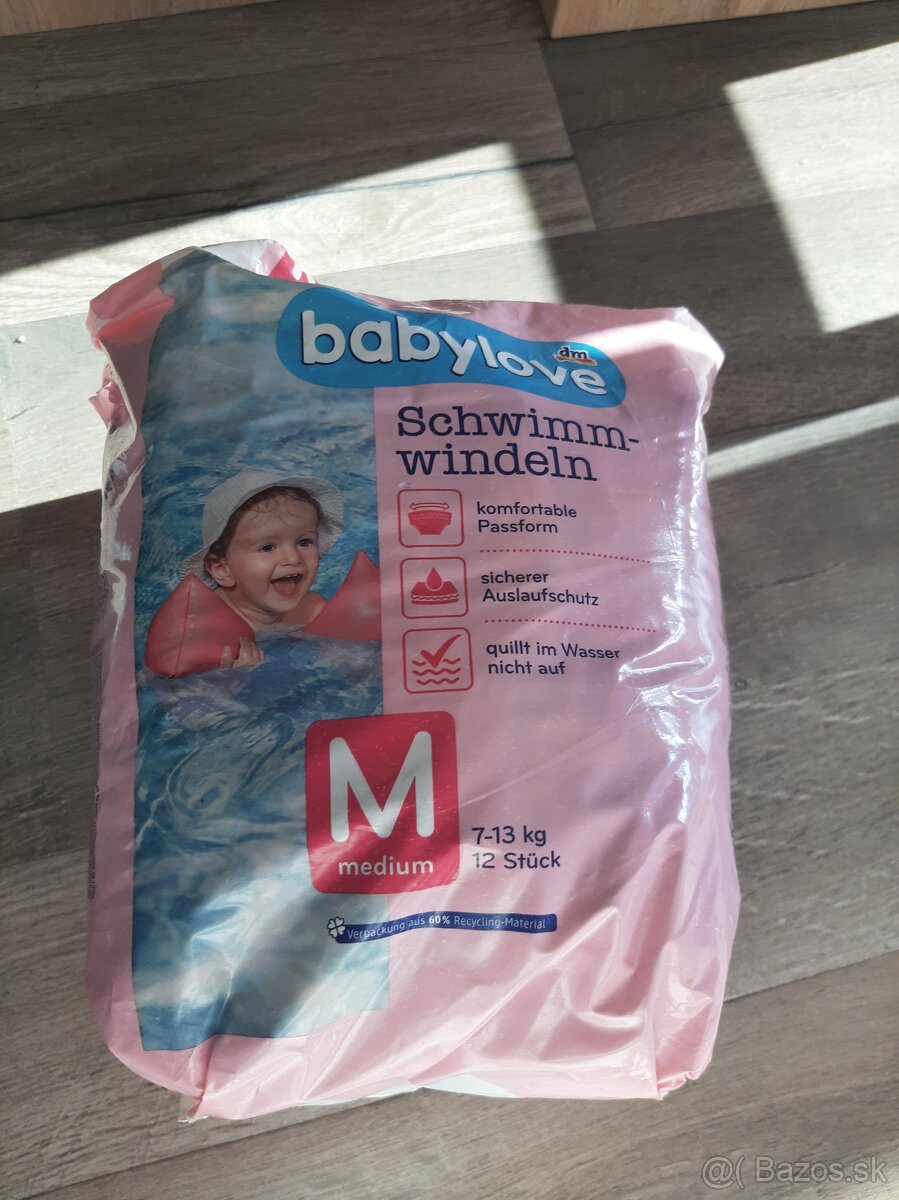 babylove
dm
Schwimm-
windeln
komfortable
Passform
sicherer
Auslaufschutz
quillt im Wasser
nicht auf
M
medium
7-13 kg
12 Stück
Verpackung aus 60% Recycling-Material
@( Bazos.sk